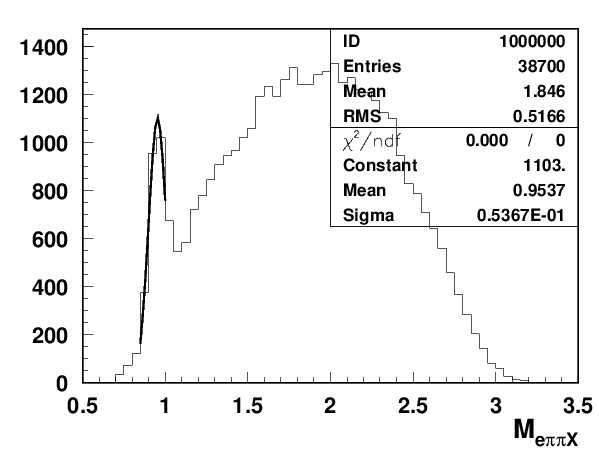 ID 1000000
Entries 38700
Mean 1.846
RMS 0.5166
χ²/ndf 0.000 / 0
Constant 1103.
Mean 0.9537
Sigma 0.5367E-01
1400
1200
1000
800
600
400
200
0
0.5 1 1.5 2 2.5 3 3.5
MeππX